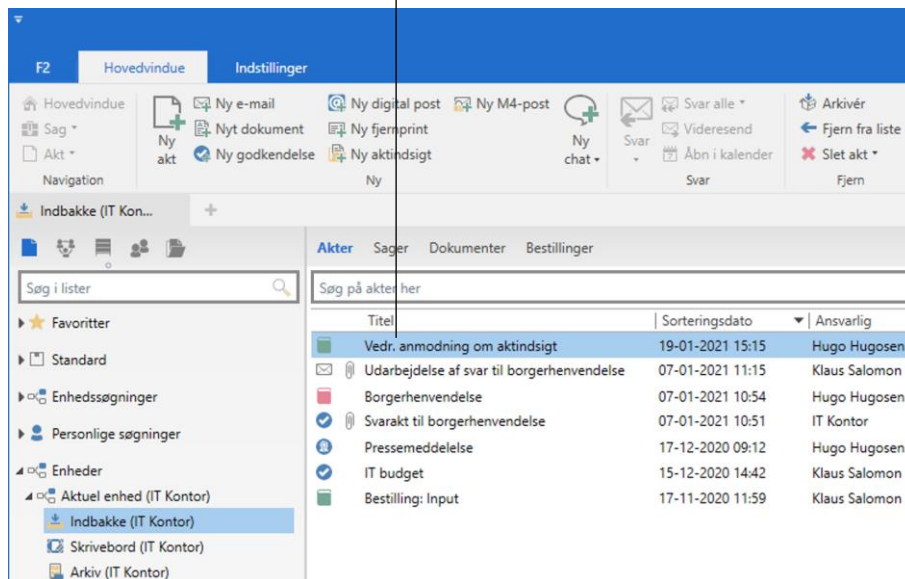 F2 Hovedvindue Indstillinger
Hovedvindue
Sag
Akt
Navigation
Ny akt
Ny e-mail
Nyt dokument
Ny godkendelse
Ny digital post
Ny fjernprint
Ny aktindsigt
Ny M4-post
Ny chat
Ny
Svar
Svar alle
Videresend
Åbn i kalender
Svar
Arkivér
Fjern fra liste
Slet akt
Fjern
Indbakke (IT Kon...
Søg i lister
Favoritter
Standard
Enhedssøgninger
Personlige søgninger
Enheder
Aktuel enhed (IT Kontor)
Indbakke (IT Kontor)
Skrivebord (IT Kontor)
Arkiv (IT Kontor)
Akter Sager Dokumenter Bestillinger
Søg på akter her
Titel Sorteringsdato Ansvarlig
Vedr. anmodning om aktindsigt 19-01-2021 15:15 Hugo Hugosen
Udarbejdelse af svar til borgerhenvendelse 07-01-2021 11:15 Klaus Salomon
Borgerhenvendelse 07-01-2021 10:54 Hugo Hugosen
Svarakt til borgerhenvendelse 07-01-2021 10:51 IT Kontor
Pressemeddelelse 17-12-2020 09:12 Hugo Hugosen
IT budget 15-12-2020 14:42 Klaus Salomon
Bestilling: Input 17-11-2020 11:59 Klaus Salomon